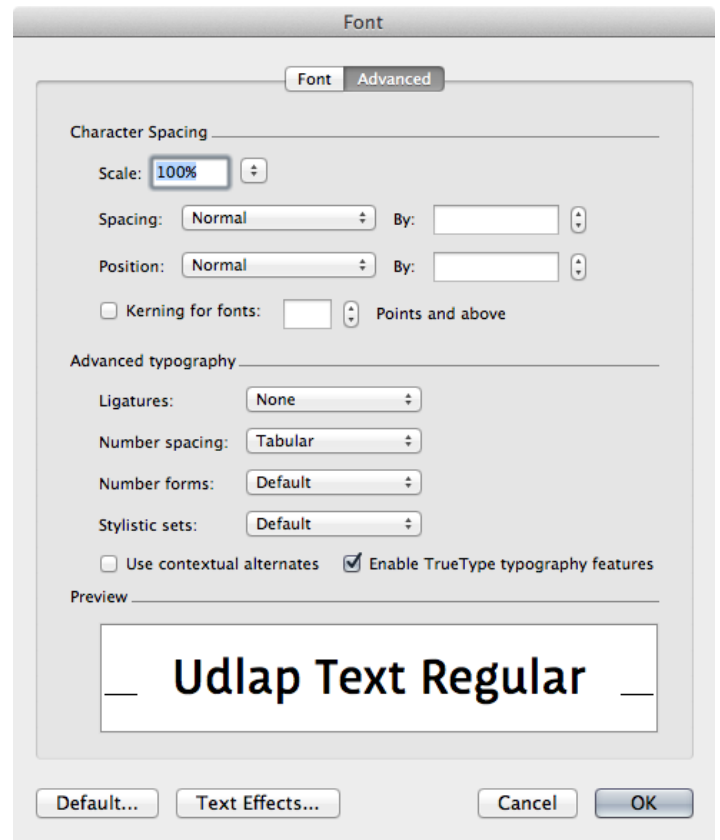 Font
Font Advanced
Character Spacing
Scale: 100%
Spacing: Normal By:
Position: Normal By:
Kerning for fonts: Points and above
Advanced typography
Ligatures: None
Number spacing: Tabular
Number forms: Default
Stylistic sets: Default
Use contextual alternates Enable TrueType typography features
Preview
Udlap Text Regular
Default... Text Effects... Cancel OK